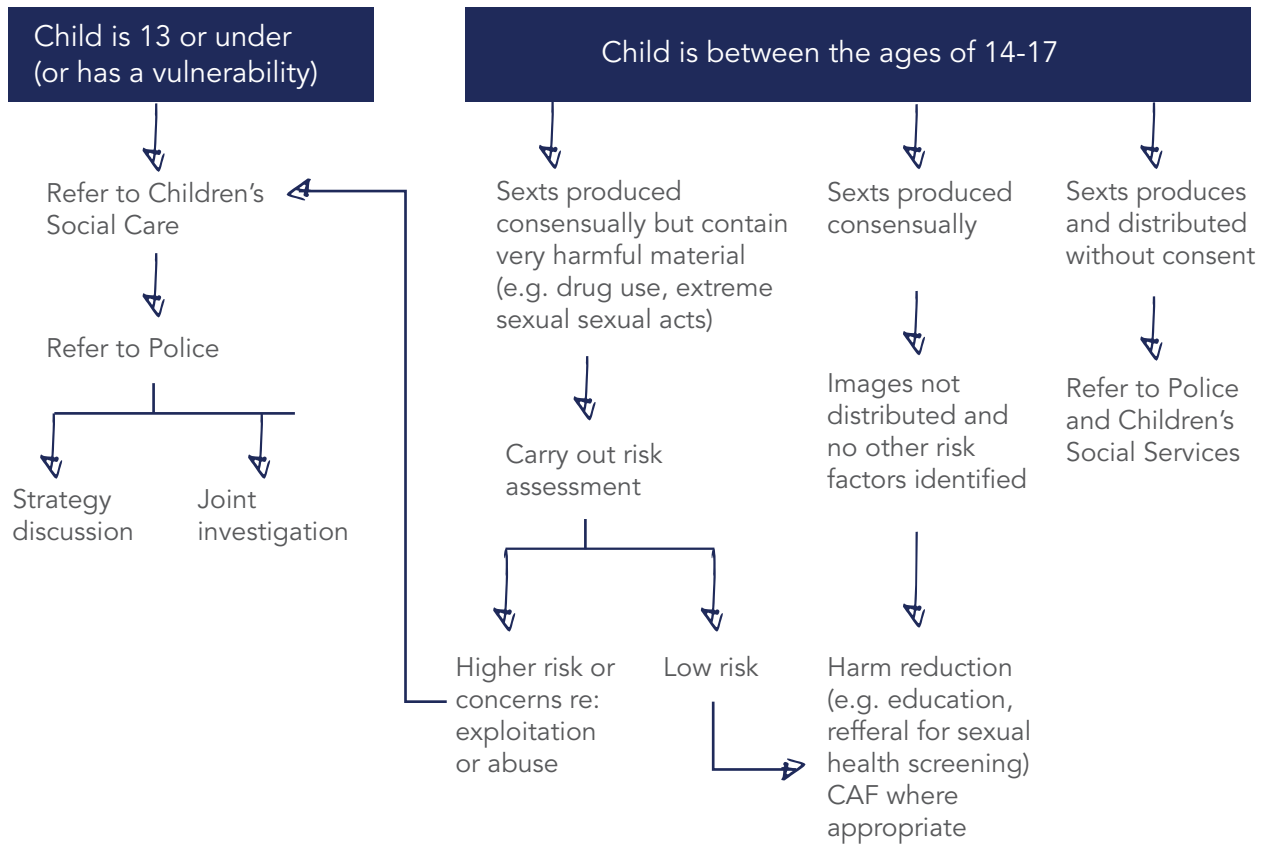 Child is 13 or under
(or has a vulnerability)
Child is between the ages of 14-17
Refer to Children's
Social Care
Refer to Police
Strategy
discussion
Joint
investigation
Sexts produced
consensually but contain
very harmful material
(e.g. drug use, extreme
sexual sexual acts)
Carry out risk
assessment
Higher risk or
concerns re:
exploitation
or abuse
Low risk
Sexts produced
consensually
Images not
distributed and
no other risk
factors identified
Harm reduction
(e.g. education,
refferal for sexual
health screening)
CAF where
appropriate
Sexts produces
and distributed
without consent
Refer to Police
and Children's
Social Services